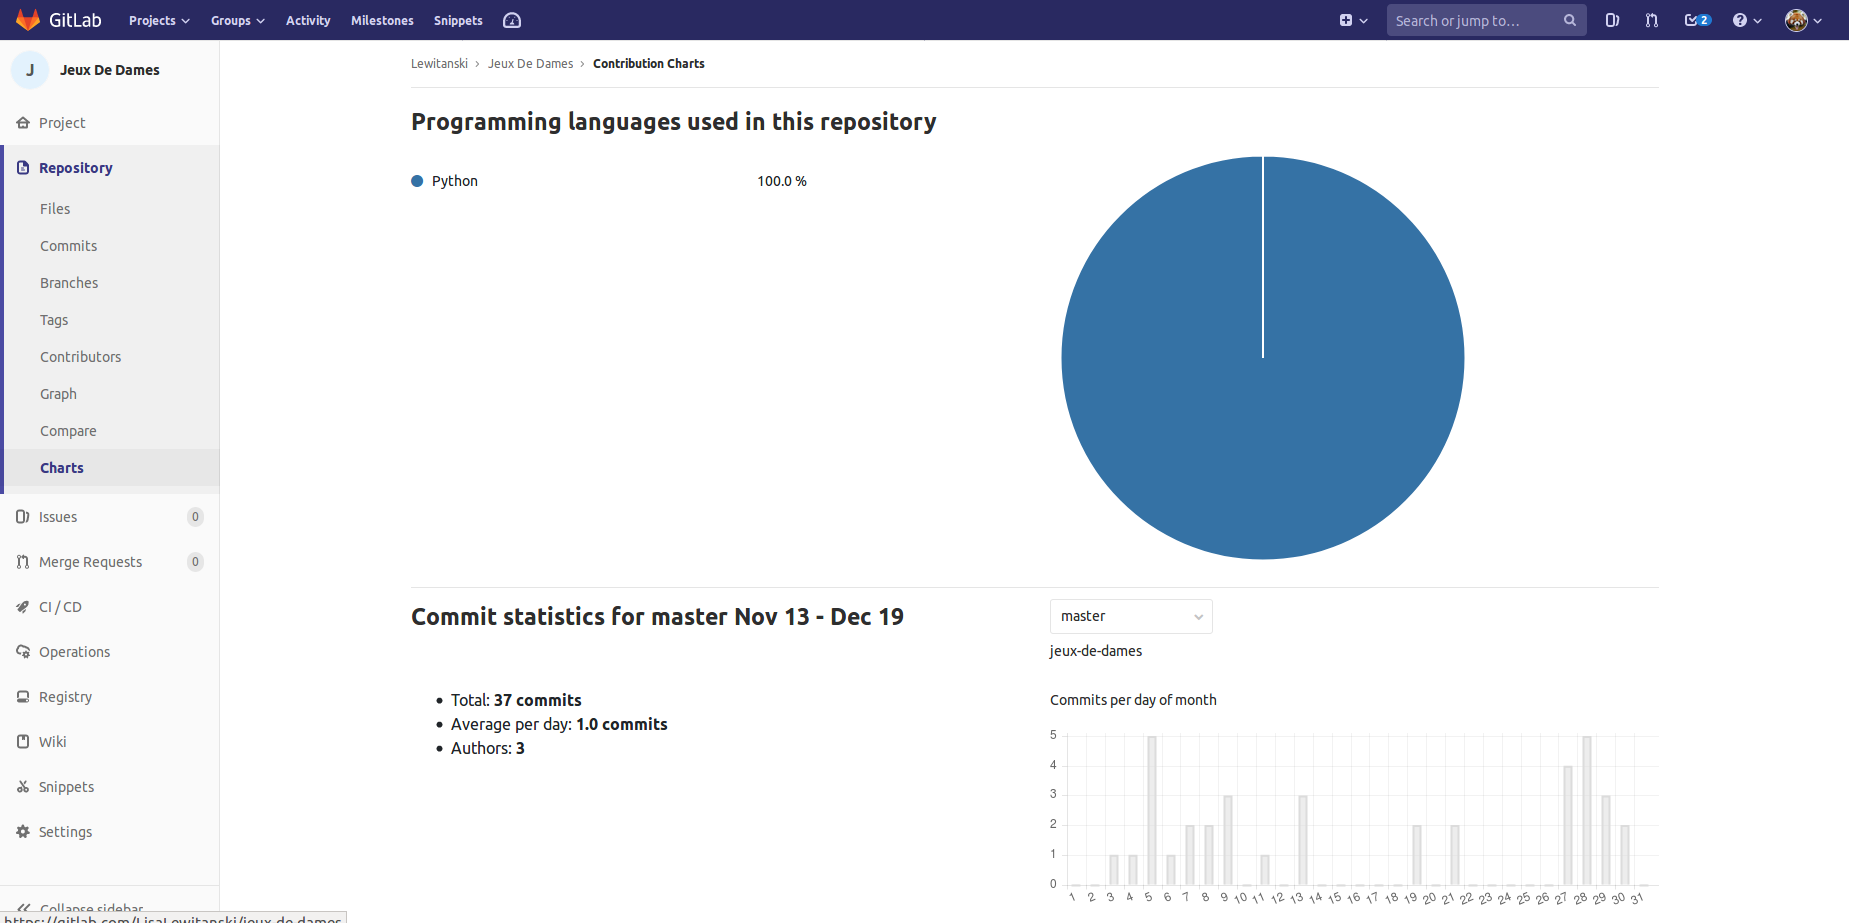 GitLab Projects Groups Activity Milestones Snippets Search or jump to... 2
J Jeux De Dames
Project
Repository
Files
Commits
Branches
Tags
Contributors
Graph
Compare
Charts
Issues 0
Merge Requests 0
CI / CD
Operations
Registry
Wiki
Snippets
Settings
Collapse sidebar
https://gitlab.com/LisaLewitanski/jeux-de-dames
Lewitanski › Jeux De Dames › Contribution Charts
Programming languages used in this repository
Python 100.0 %
Commit statistics for master Nov 13 - Dec 19
master
jeux-de-dames
• Total: 37 commits
• Average per day: 1.0 commits
• Authors: 3
Commits per day of month
5
4
3
2
1
0
1 2 3 4 5 6 7 8 9 10 11 12 13 14 15 16 17 18 19 20 21 22 23 24 25 26 27 28 29 30 31